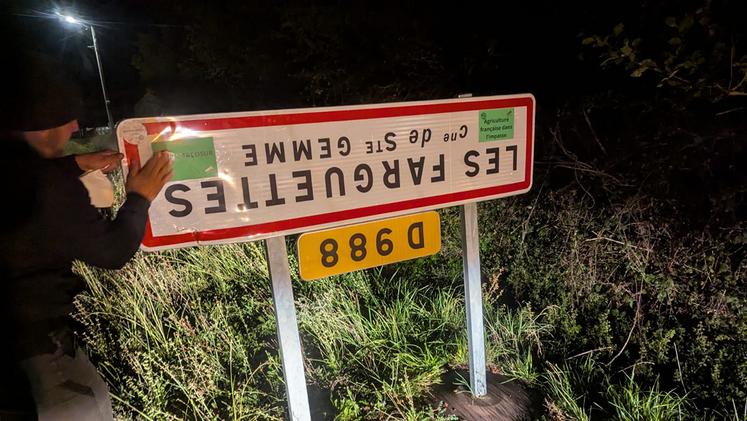 LES FARGUETTES
Cne de STE GEMME
D 988
Agriculture
française dans
l'impasse